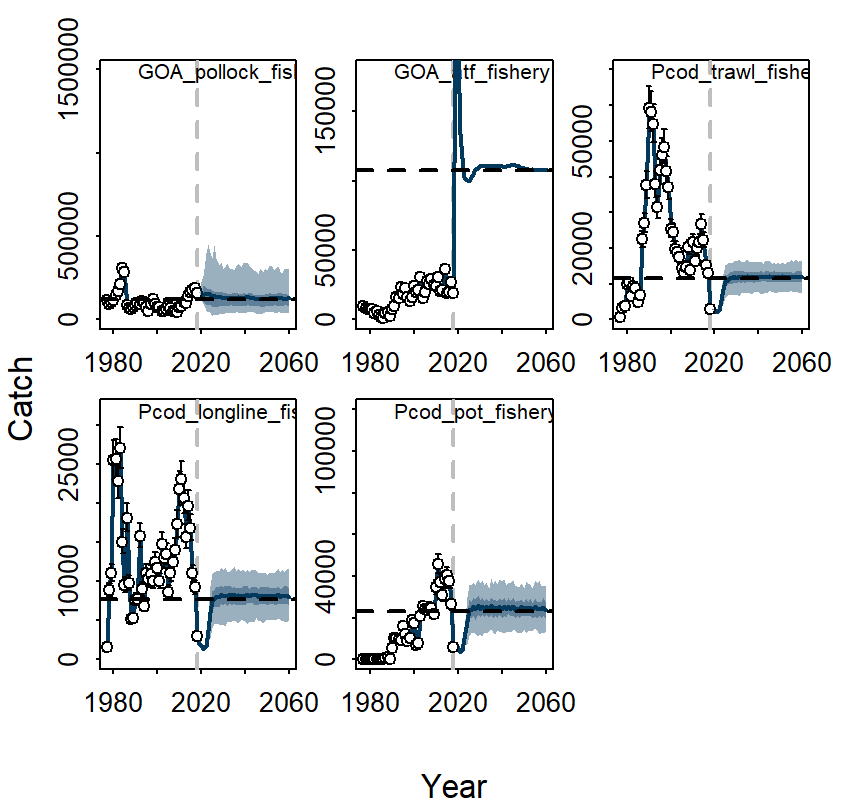 GOA_pollock_fis
GOA_atf_fishery
Pcod_trawl_fishe
1500000
500000
0
150000
50000
0
50000
20000
0
1980 2020 2060
1980 2020 2060
1980 2020 2060
Catch
Pcod_longline_fis
Pcod_pot_fishery
25000
10000
0
100000
40000
0
1980 2020 2060
1980 2020 2060
Year